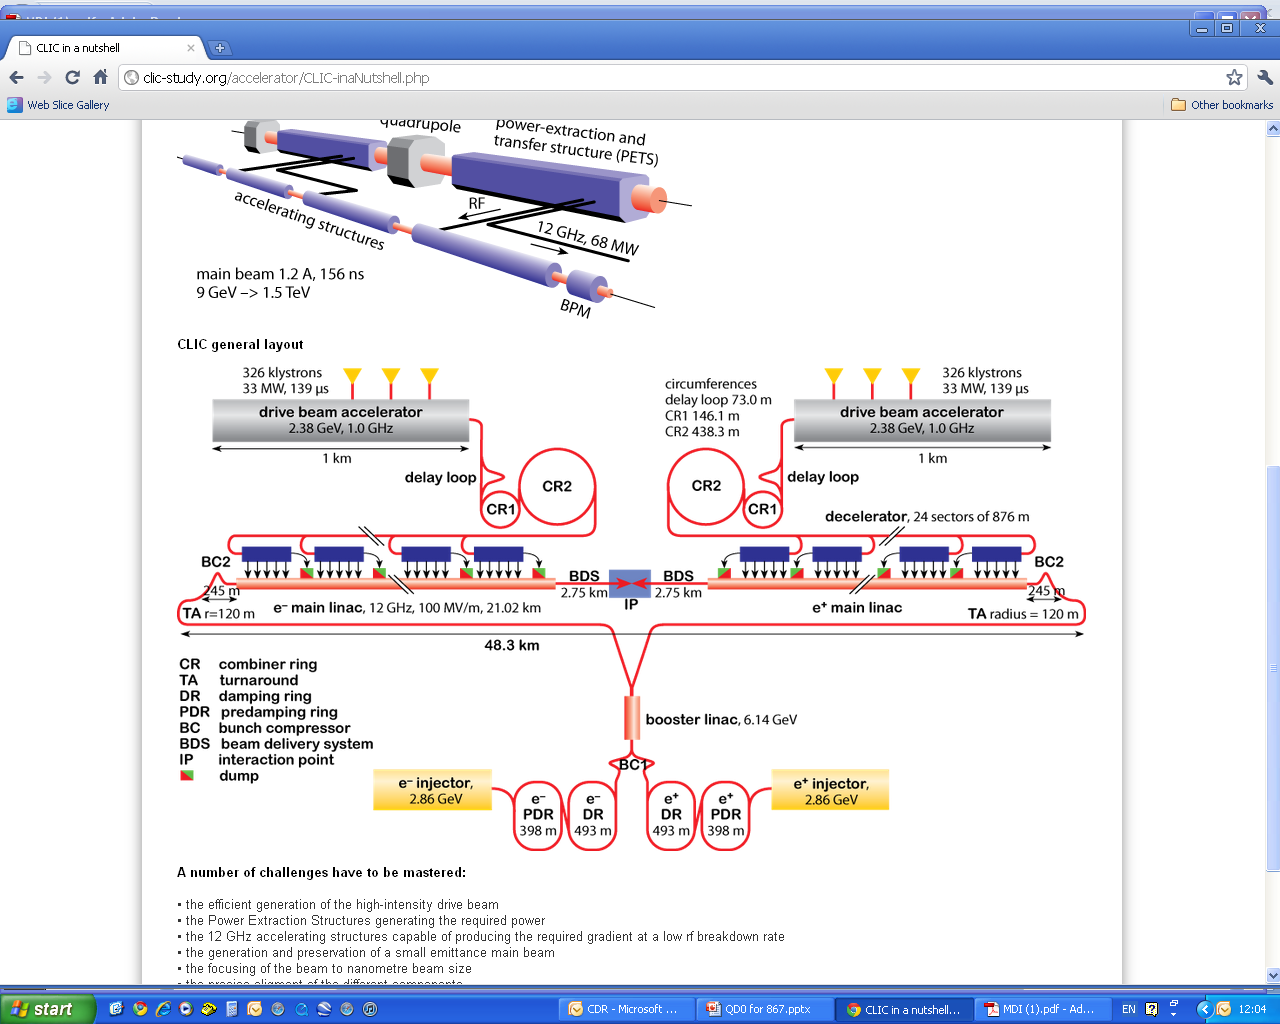 CLIC in a nutshell
clic-study.org/accelerator/CLIC-inaNutshell.php
Web Slice Gallery
Other bookmarks
quadrupole
power-extraction and
transfer structure (PETS)
accelerating structures
RF
12 GHz, 68 MW
main beam 1.2 A, 156 ns
9 GeV –> 1.5 TeV
BPM
CLIC general layout
326 klystrons
33 MW, 139 µs
circumferences
delay loop 73.0 m
CR1 146.1 m
CR2 438.3 m
326 klystrons
33 MW, 139 µs
drive beam accelerator
2.38 GeV, 1.0 GHz
drive beam accelerator
2.38 GeV, 1.0 GHz
1 km
1 km
delay loop
CR2
CR1
CR2
CR1
delay loop
decelerator, 24 sectors of 876 m
BC2
BC2
245 m
245 m
BDS
2.75 km
IP
BDS
2.75 km
TA r=120 m
e– main linac, 12 GHz, 100 MV/m, 21.02 km
e+ main linac
TA radius = 120 m
48.3 km
CR combiner ring
TA turnaround
DR damping ring
PDR predamping ring
BC bunch compressor
BDS beam delivery system
IP interaction point
dump
booster linac, 6.14 GeV
BC1
e– injector,
2.86 GeV
e–
PDR
398 m
e–
DR
493 m
e+
DR
493 m
e+
PDR
398 m
e+ injector,
2.86 GeV
A number of challenges have to be mastered:
▪ the efficient generation of the high-intensity drive beam
▪ the Power Extraction Structures generating the required power
▪ the 12 GHz accelerating structures capable of producing the required gradient at a low rf breakdown rate
▪ the generation and preservation of a small emittance main beam
▪ the focusing of the beam to nanometre beam size
▪ the precise aligment of the different components
start
CDR - Microsoft ...
QD0 for 867.pptx
CLIC in a nutshell...
MDI (1).pdf - Ad...
EN
12:04